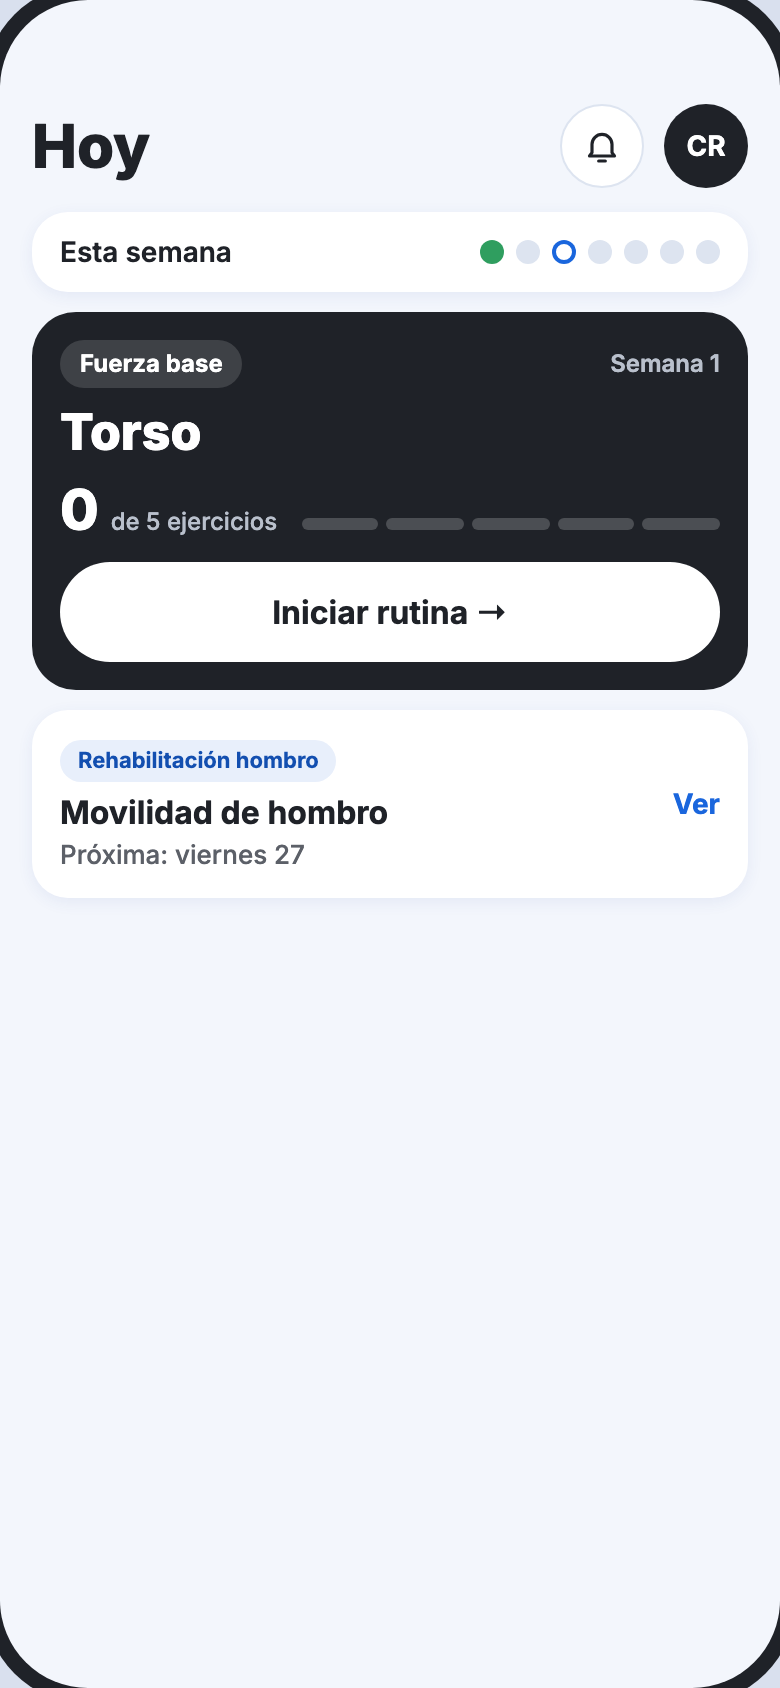 Hoy
CR
Esta semana
Fuerza base
Semana 1
Torso
0 de 5 ejercicios
Iniciar rutina →
Rehabilitación hombro
Movilidad de hombro
Ver
Próxima: viernes 27